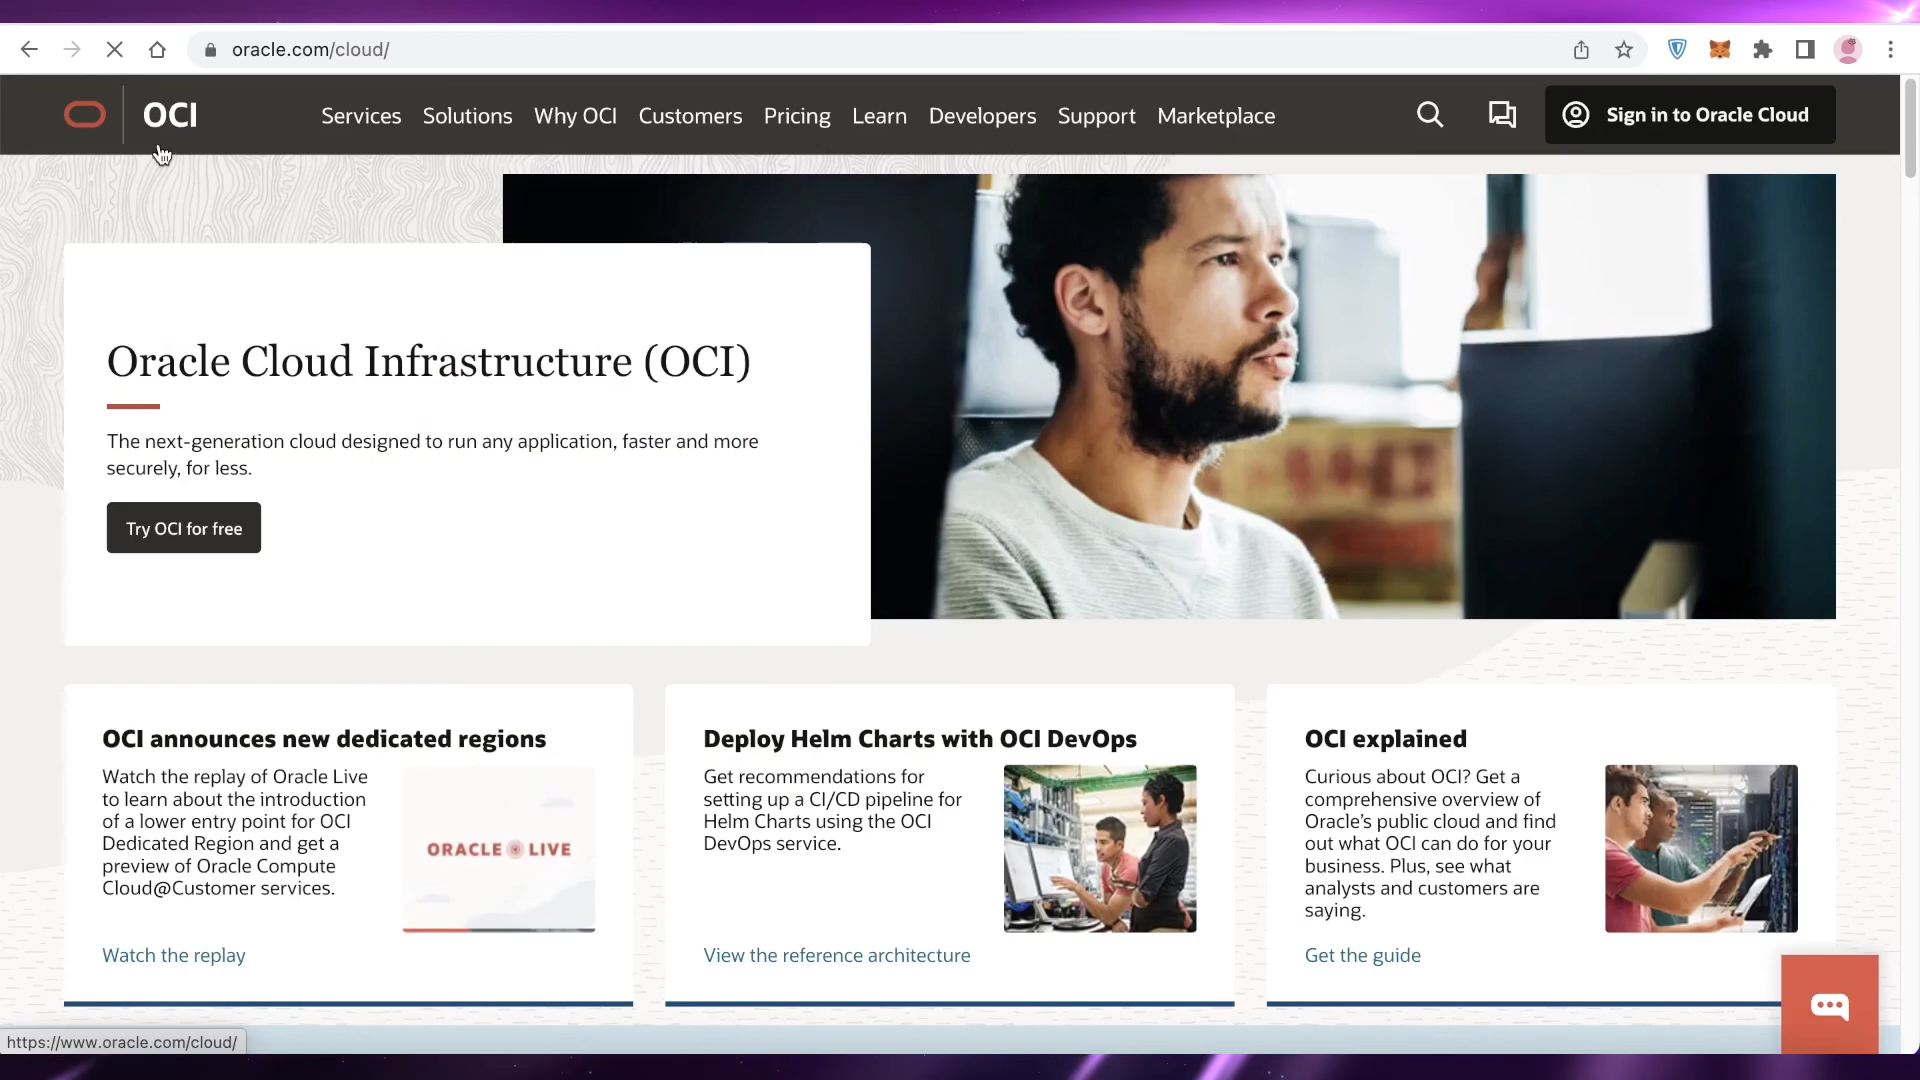 oracle.com/cloud/
OCI
Services Solutions Why OCI Customers Pricing Learn Developers Support Marketplace
Sign in to Oracle Cloud
Oracle Cloud Infrastructure (OCI)
The next-generation cloud designed to run any application, faster and more
securely, for less.
Try OCI for free
OCI announces new dedicated regions
Watch the replay of Oracle Live
to learn about the introduction
of a lower entry point for OCI
Dedicated Region and get a
preview of Oracle Compute
Cloud@Customer services.
ORACLE LIVE
Watch the replay
Deploy Helm Charts with OCI DevOps
Get recommendations for
setting up a CI/CD pipeline for
Helm Charts using the OCI
DevOps service.
View the reference architecture
OCI explained
Curious about OCI? Get a
comprehensive overview of
Oracle's public cloud and find
out what OCI can do for your
business. Plus, see what
analysts and customers are
saying.
Get the guide
https://www.oracle.com/cloud/